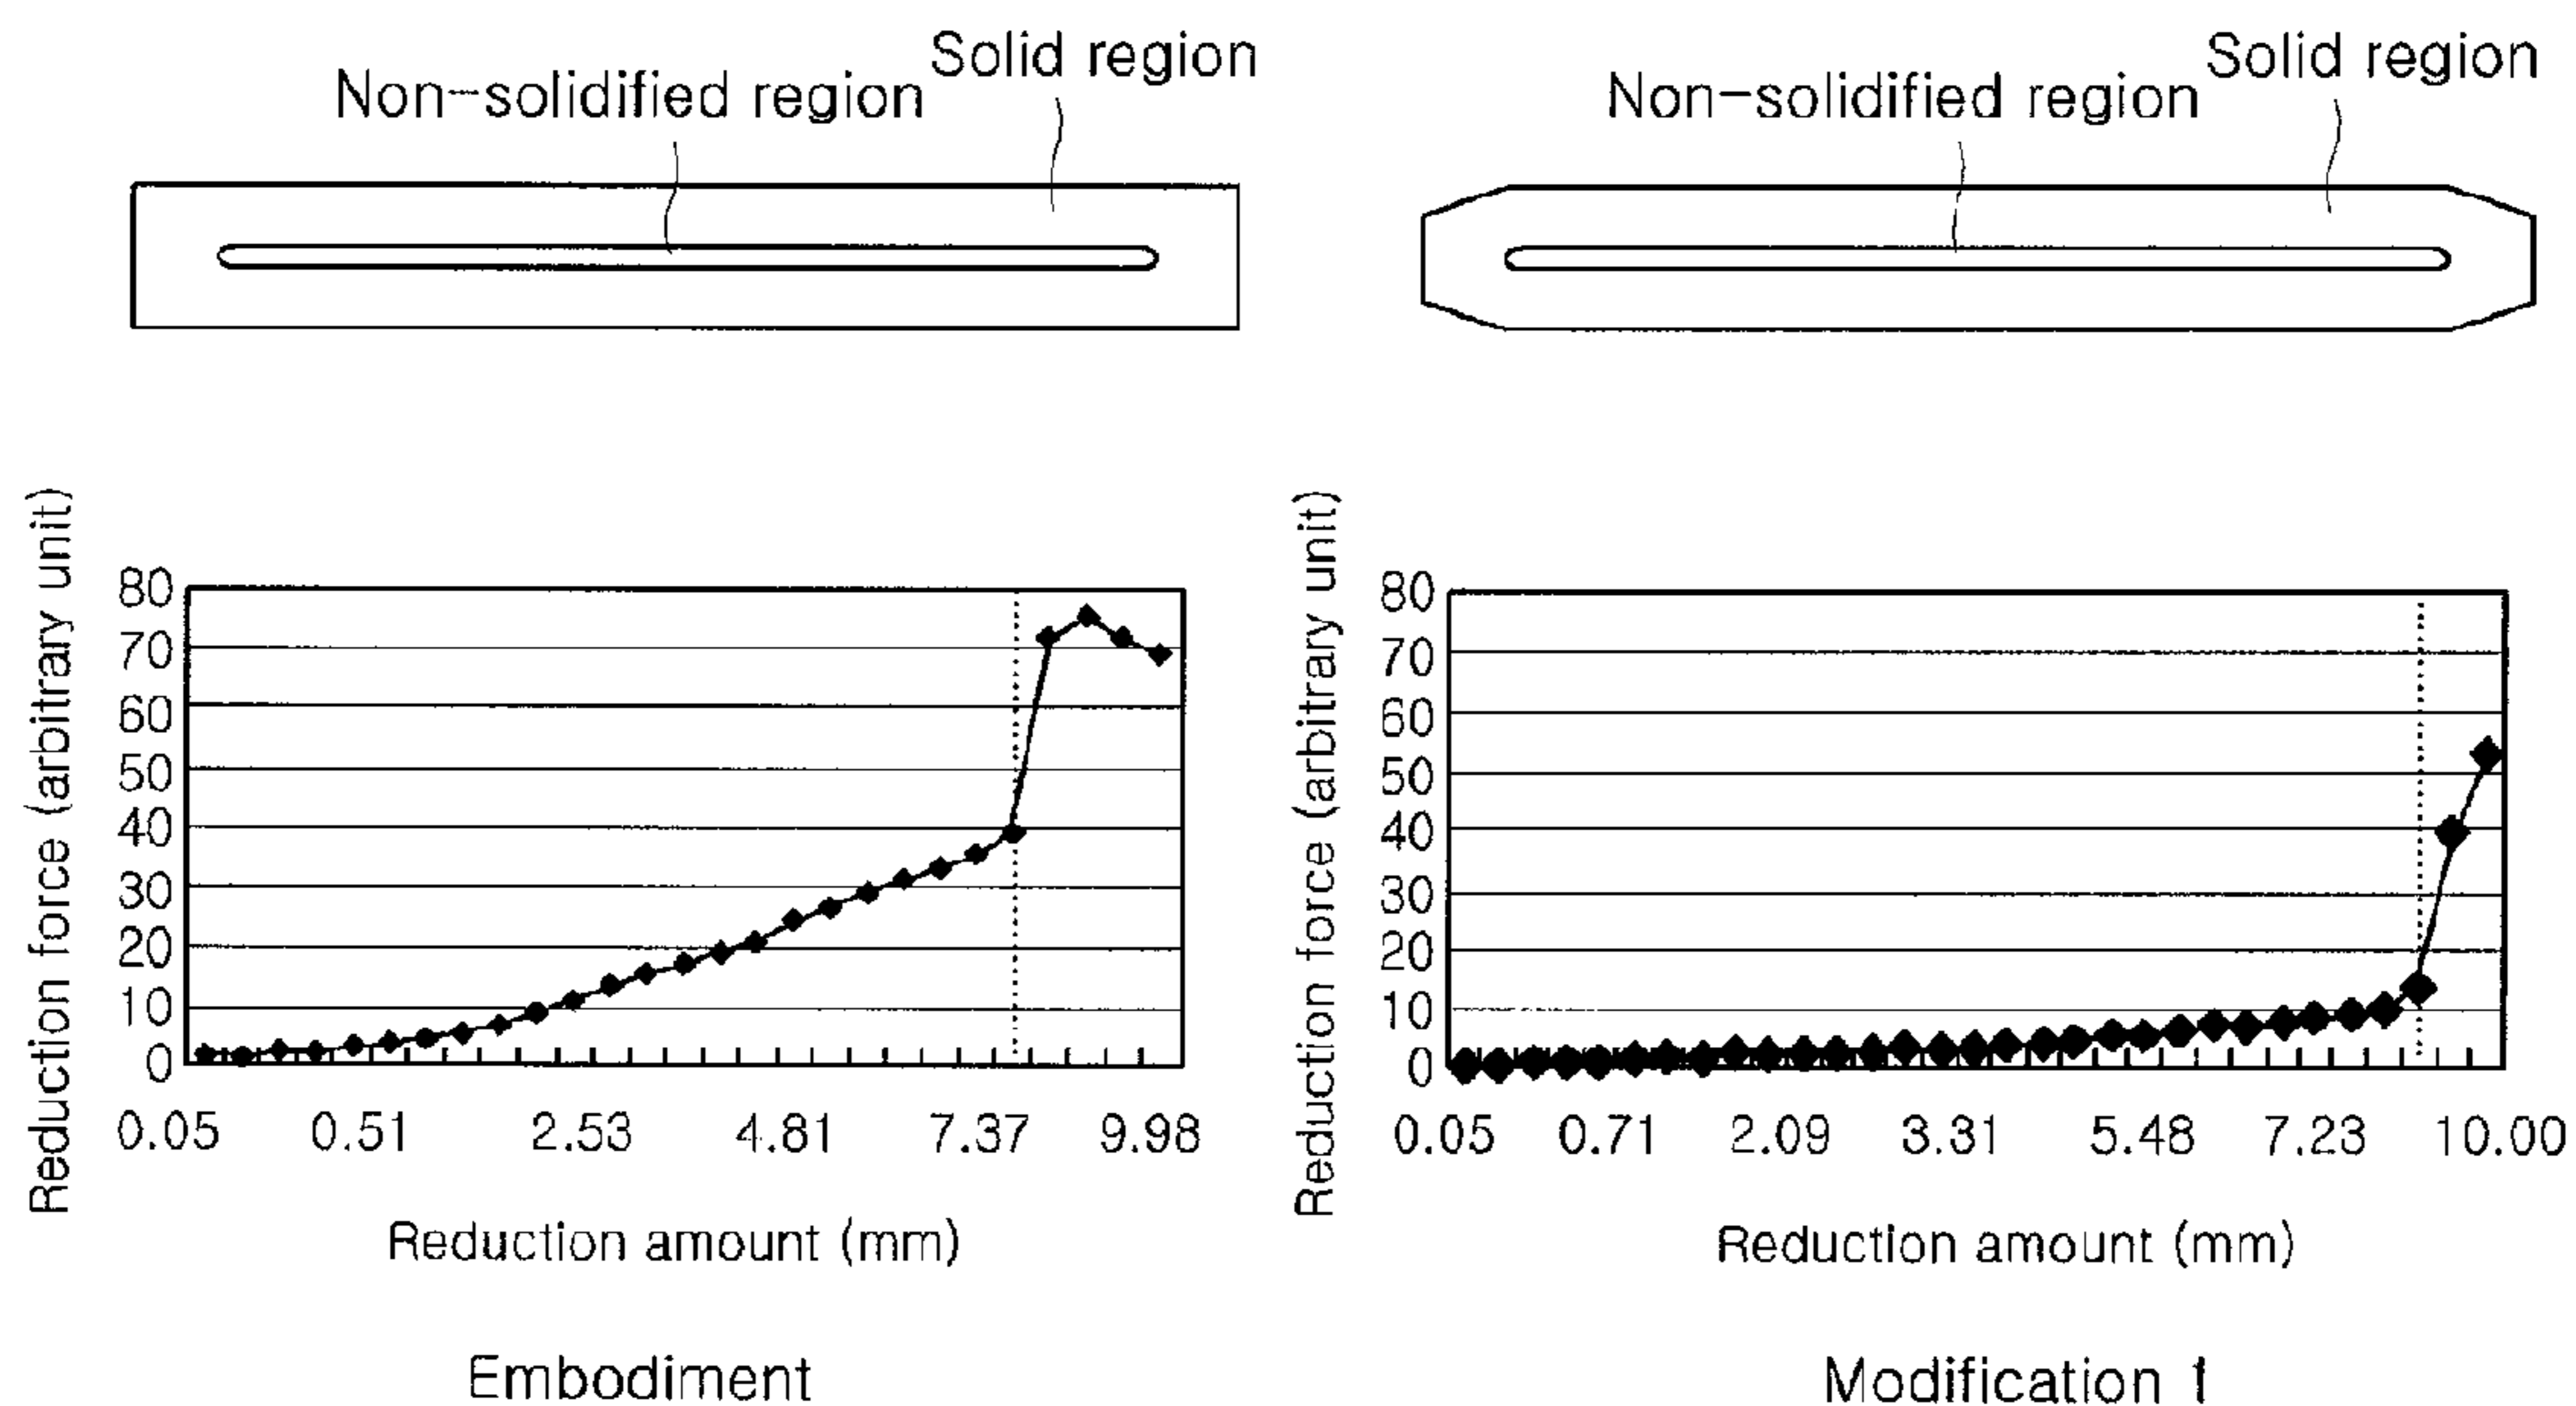 Non-solidified region
Solid region
Non-solidified region
Solid region
Reduction force (arbitrary unit)
80
70
60
50
40
30
20
10
0
0.05 0.51 2.53 4.81 7.37 9.98
Reduction amount (mm)
Embodiment
Reduction force (arbitrary unit)
80
70
60
50
40
30
20
10
0
0.05 0.71 2.09 3.31 5.48 7.23 10.00
Reduction amount (mm)
Modification 1